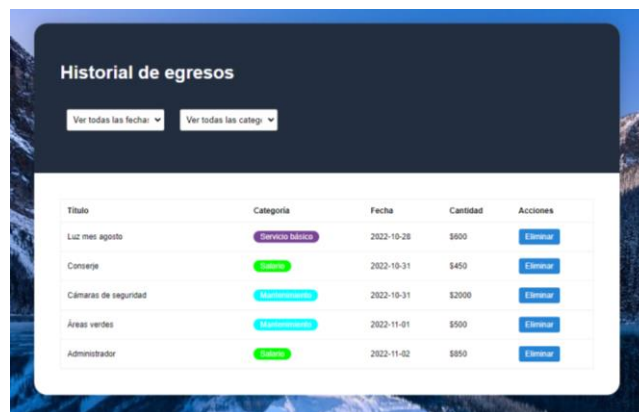 Historial de egresos
Ver todas las fechas Ver todas las catego
Título Categoría Fecha Cantidad Acciones
Luz mes agosto Servicio básico 2022-10-28 $600 Eliminar
Conserje Salario 2022-10-31 $450 Eliminar
Cámaras de seguridad Mantenimiento 2022-10-31 $2000 Eliminar
Áreas verdes Mantenimiento 2022-11-01 $500 Eliminar
Administrador Salario 2022-11-02 $850 Eliminar